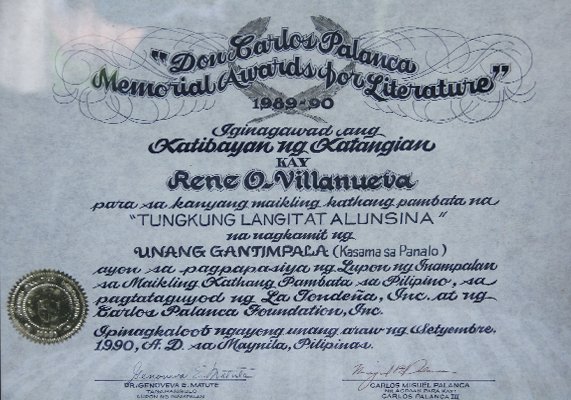 "Don Carlos Palanca
Memorial Awards for Literature"
1989-90
Iginagawad ang
Katibayan ng Katangian
KAY
Rene O. Villanueva
para sa kanyang maikling kathang pambata na
"TUNGKUNG LANGIT AT ALUNSINA"
na nagkamit ng
UNANG GANTIMPALA (Kasama sa Panalo)
ayon sa pagpapasiya ng Lupon ng Inampalan
sa Maikling Kathang Pambata sa Pilipino, sa
pagtataguyod ng La Tondeña, Inc. at ng
Carlos Palanca Foundation, Inc.
Ipinagkaloob ngayong unang araw ng Setyembre,
1990, A. D. sa Maynila, Pilipinas.
DR. GENOVEVA E. MATUTE
LUPON NG INAMPALAN
CARLOS MIGUEL PALANCA
CARLOS PALANCA III